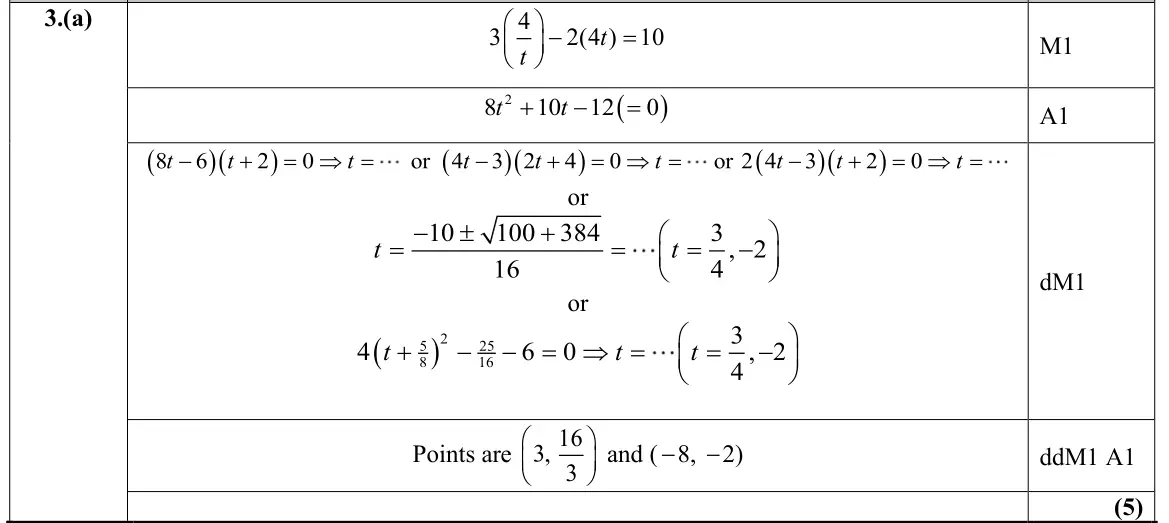 3.(a)
3(4/t) − 2(4t) = 10
M1
8t² + 10t − 12 (= 0)
A1
(8t − 6)(t + 2) = 0 ⇒ t = ⋯ or (4t − 3)(2t + 4) = 0 ⇒ t = ⋯ or 2(4t − 3)(t + 2) = 0 ⇒ t = ⋯
or
t = (−10 ± √(100 + 384))/16 = ⋯ (t = 3/4, −2)
dM1
or
4(t + 5/8)² − 25/16 − 6 = 0 ⇒ t = ⋯ (t = 3/4, −2)
Points are (3, 16/3) and (−8, −2)
ddM1 A1
(5)